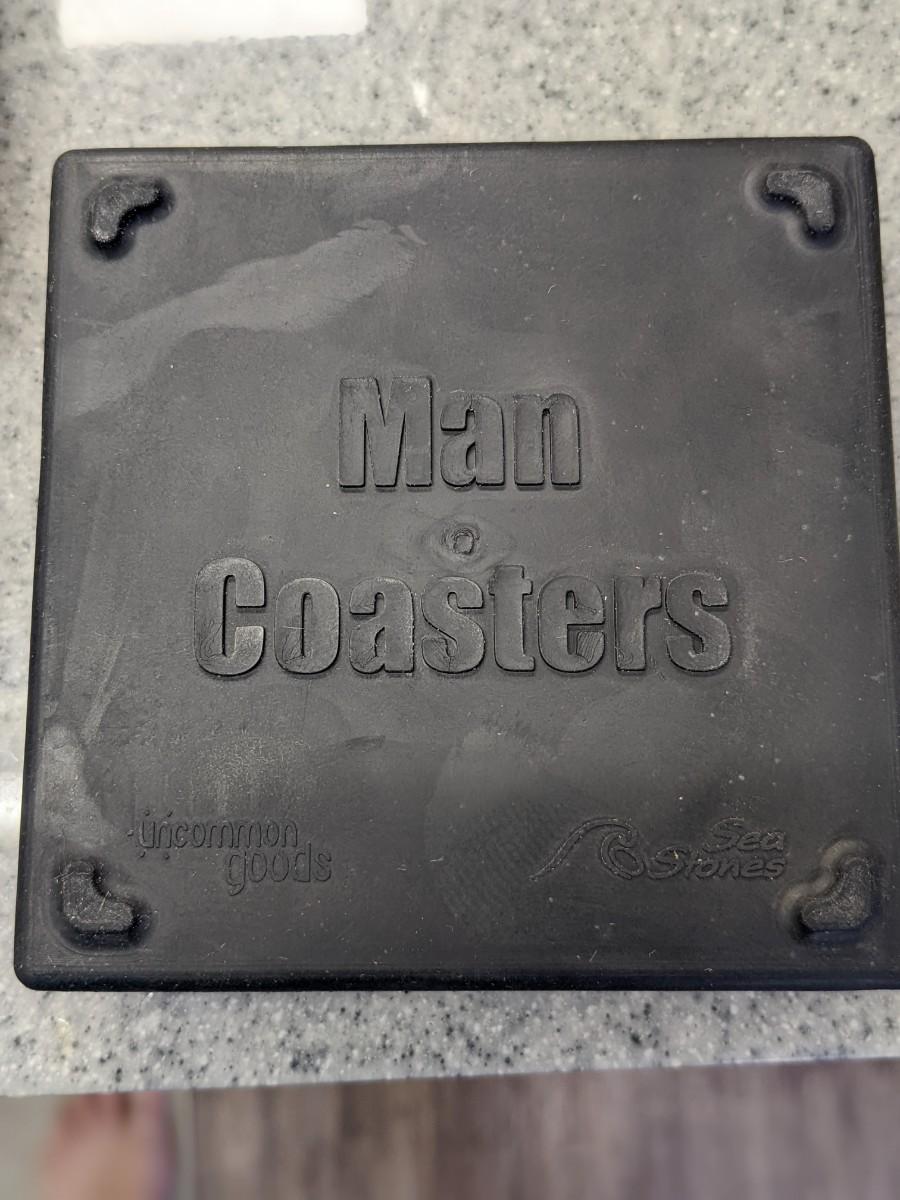 Man
Coasters
uncommon
goods
Sea
Stones